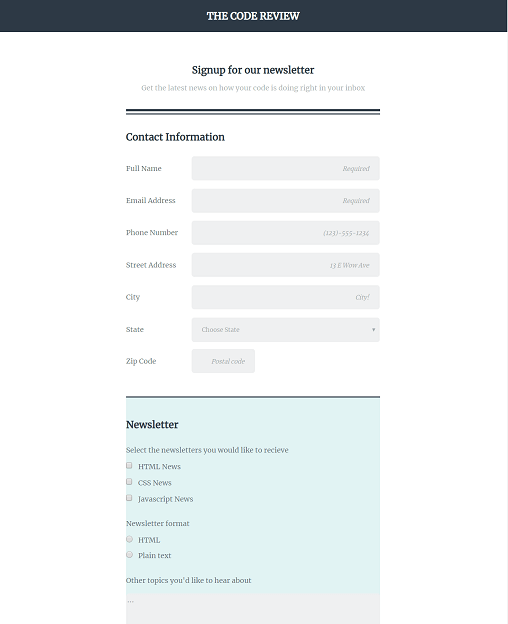 THE CODE REVIEW
Signup for our newsletter
Get the latest news on how your code is doing right in your inbox
Contact Information
Full Name Required
Email Address Required
Phone Number (123)-555-1234
Street Address 13 E Wow Ave
City City!
State Choose State
Zip Code Postal code
Newsletter
Select the newsletters you would like to recieve
HTML News
CSS News
Javascript News
Newsletter format
HTML
Plain text
Other topics you'd like to hear about
...